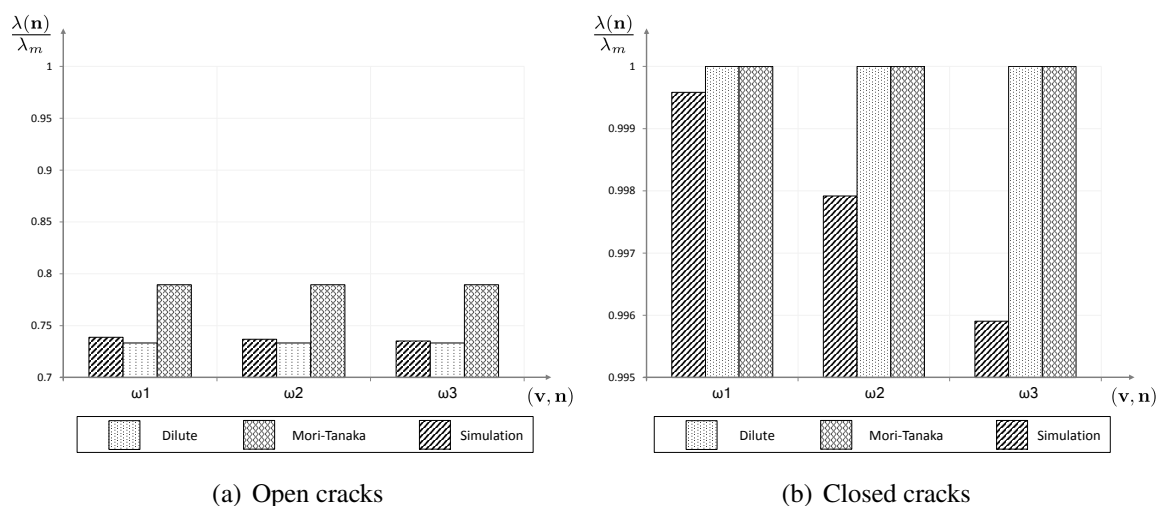 λ(n)
λm
1
0.95
0.9
0.85
0.8
0.75
0.7
ω1 ω2 ω3 (v, n)
Dilute Mori-Tanaka Simulation
(a) Open cracks
λ(n)
λm
1
0.999
0.998
0.997
0.996
0.995
ω1 ω2 ω3 (v, n)
Dilute Mori-Tanaka Simulation
(b) Closed cracks